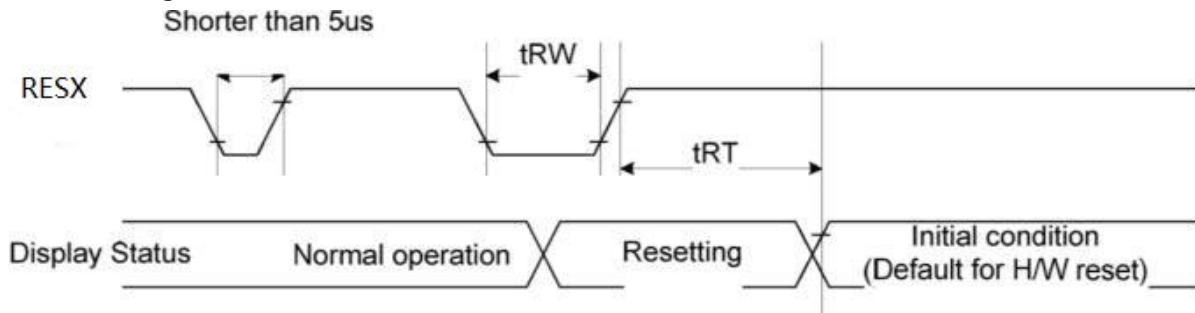 Shorter than 5us
tRW
RESX
tRT
Display Status
Normal operation
Resetting
Initial condition
(Default for H/W reset)